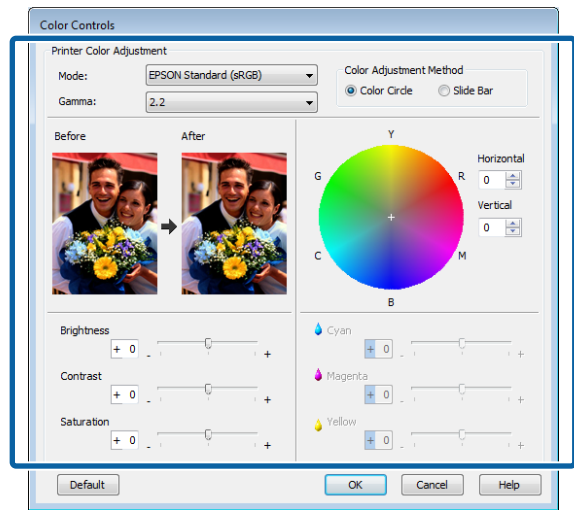 Color Controls
Printer Color Adjustment
Mode: EPSON Standard (sRGB)
Gamma: 2.2
Color Adjustment Method
Color Circle Slide Bar
Before After
Y
G R
C M
B
Horizontal
0
Vertical
0
Brightness
+ 0 - +
Contrast
+ 0 - +
Saturation
+ 0 - +
Cyan
+ 0 - +
Magenta
+ 0 - +
Yellow
+ 0 - +
Default OK Cancel Help